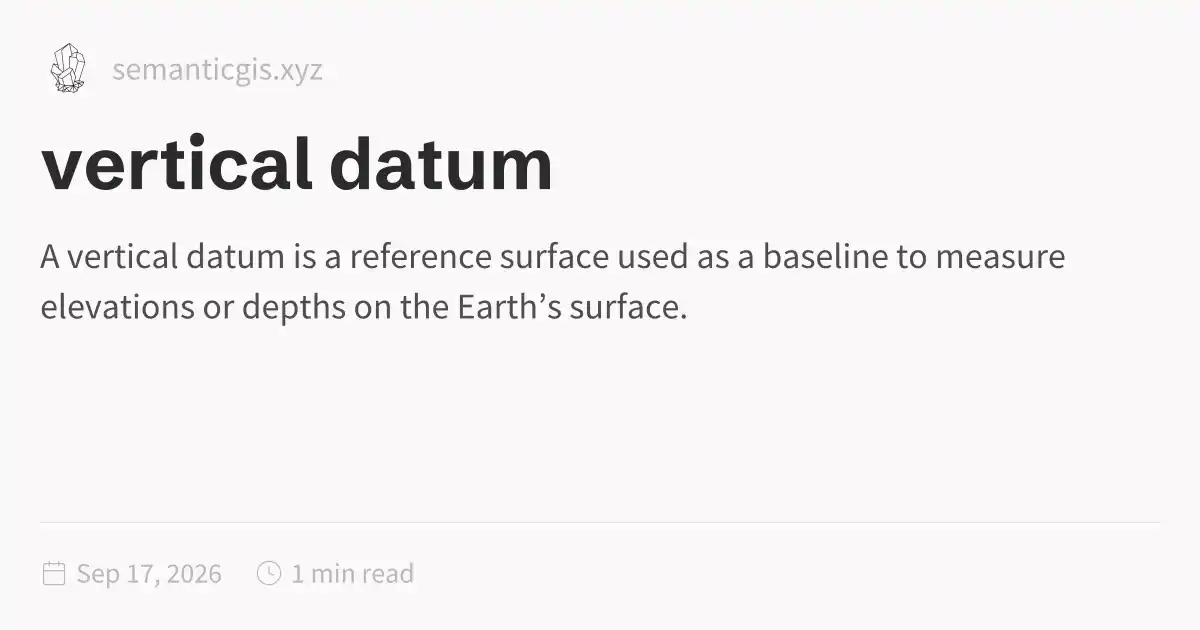 semanticgis.xyz
vertical datum
A vertical datum is a reference surface used as a baseline to measure
elevations or depths on the Earth’s surface.
Sep 17, 2026 1 min read